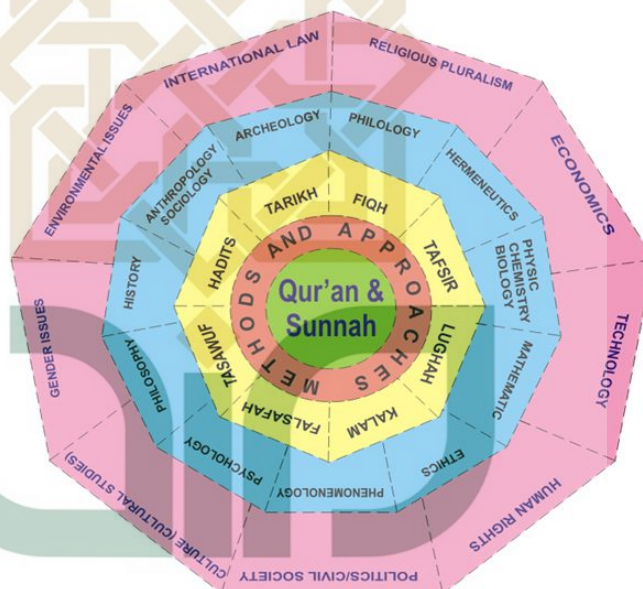 INTERNATIONAL LAW
RELIGIOUS PLURALISM
ECONOMICS
TECHNOLOGY
HUMAN RIGHTS
POLITICS/CIVIL SOCIETY
CULTURE (CULTURAL STUDIES)
GENDER ISSUES
ENVIRONMENTAL ISSUES
ARCHEOLOGY
PHILOLOGY
HERMENEUTICS
PHYSIC
CHEMISTRY
BIOLOGY
MATHEMATIC
ETHICS
PHENOMENOLOGY
PSYCHOLOGY
PHILOSOPHY
HISTORY
ANTHROPOLOGY
SOCIOLOGY
TARIKH
FIQH
TAFSIR
LUGHAH
KALAM
FALSAFAH
TASAWUF
HADITS
METHODS AND APPROACHES
Qur'an &
Sunnah